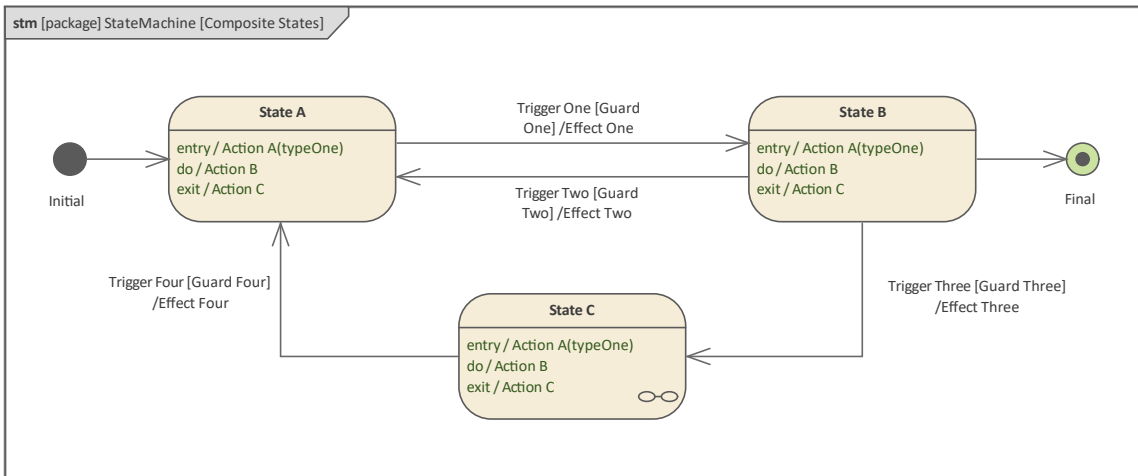 stm [package] StateMachine [Composite States]
State A
entry / Action A(typeOne)
do / Action B
exit / Action C
Initial
Trigger One [Guard
One] /Effect One
Trigger Two [Guard
Two] /Effect Two
State B
entry / Action A(typeOne)
do / Action B
exit / Action C
Final
Trigger Four [Guard Four]
/Effect Four
State C
entry / Action A(typeOne)
do / Action B
exit / Action C
Trigger Three [Guard Three]
/Effect Three